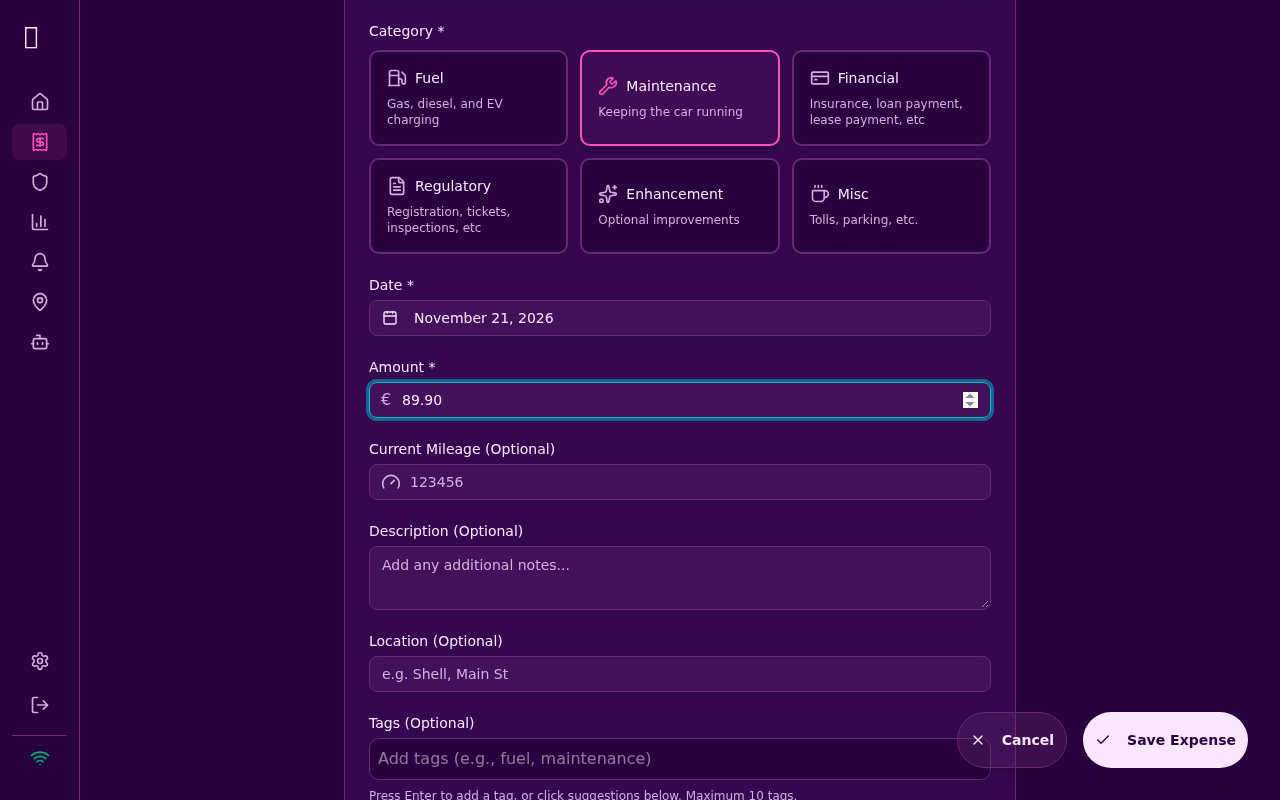 Category *
Fuel
Gas, diesel, and EV
charging
Maintenance
Keeping the car running
Financial
Insurance, loan payment,
lease payment, etc
Regulatory
Registration, tickets,
inspections, etc
Enhancement
Optional improvements
Misc
Tolls, parking, etc.
Date *
November 21, 2026
Amount *
€ 89.90
Current Mileage (Optional)
123456
Description (Optional)
Add any additional notes...
Location (Optional)
e.g. Shell, Main St
Tags (Optional)
Add tags (e.g., fuel, maintenance)
Press Enter to add a tag, or click suggestions below. Maximum 10 tags.
Cancel
Save Expense